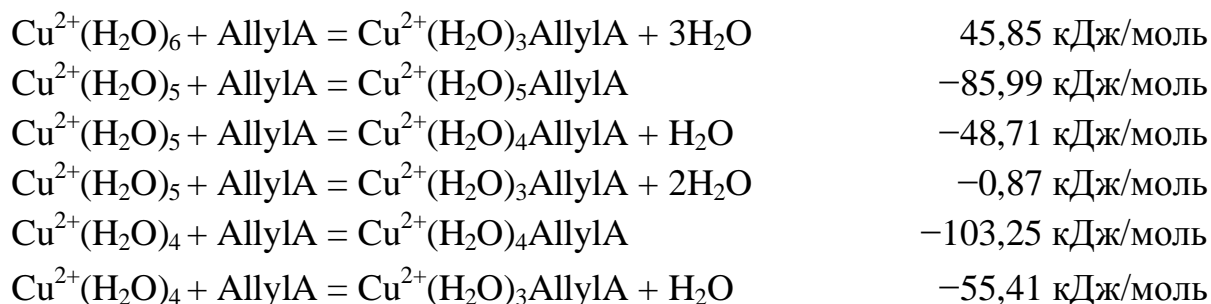 Cu²⁺(H₂O)₆ + AllylA = Cu²⁺(H₂O)₃AllylA + 3H₂O 45,85 кДж/моль
Cu²⁺(H₂O)₅ + AllylA = Cu²⁺(H₂O)₅AllylA −85,99 кДж/моль
Cu²⁺(H₂O)₅ + AllylA = Cu²⁺(H₂O)₄AllylA + H₂O −48,71 кДж/моль
Cu²⁺(H₂O)₅ + AllylA = Cu²⁺(H₂O)₃AllylA + 2H₂O −0,87 кДж/моль
Cu²⁺(H₂O)₄ + AllylA = Cu²⁺(H₂O)₄AllylA −103,25 кДж/моль
Cu²⁺(H₂O)₄ + AllylA = Cu²⁺(H₂O)₃AllylA + H₂O −55,41 кДж/моль